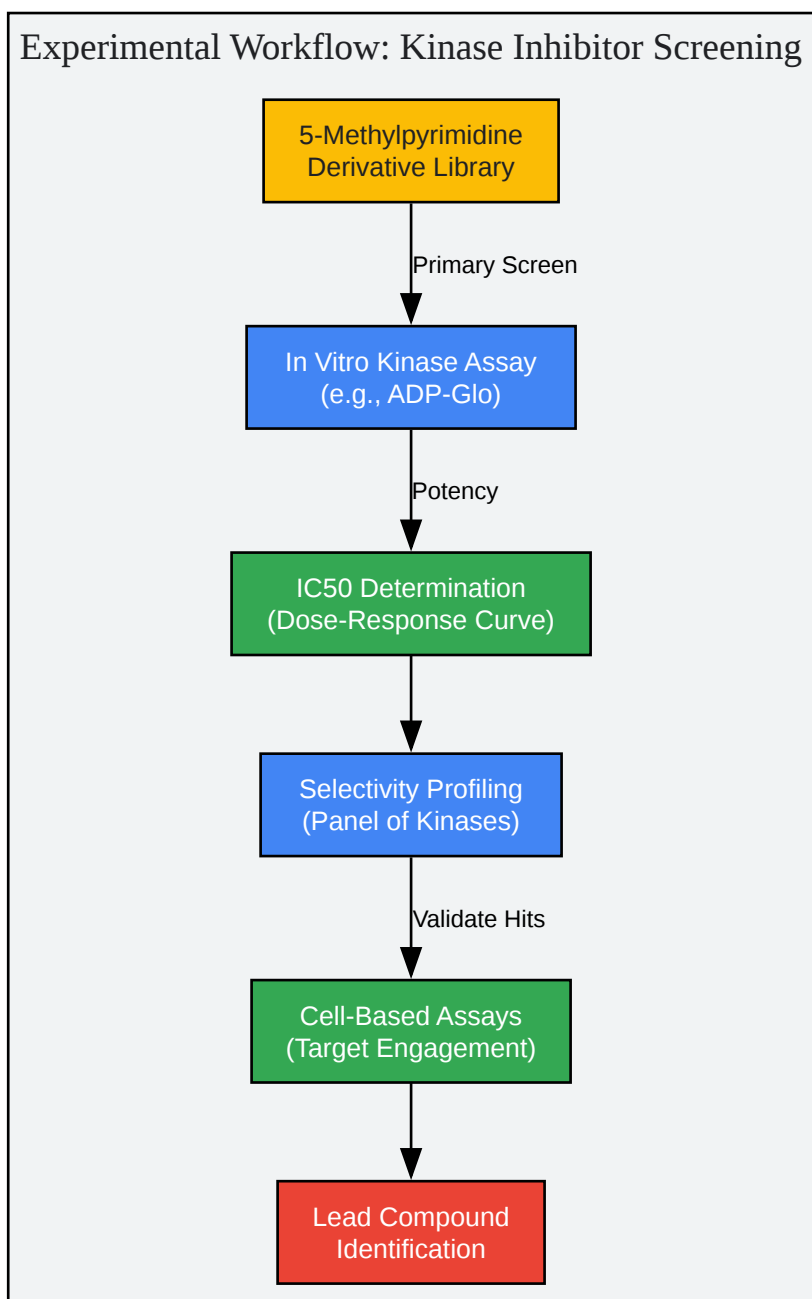 Experimental Workflow: Kinase Inhibitor Screening
5-Methylpyrimidine
Derivative Library
Primary Screen
In Vitro Kinase Assay
(e.g., ADP-Glo)
Potency
IC50 Determination
(Dose-Response Curve)
Selectivity Profiling
(Panel of Kinases)
Validate Hits
Cell-Based Assays
(Target Engagement)
Lead Compound
Identification